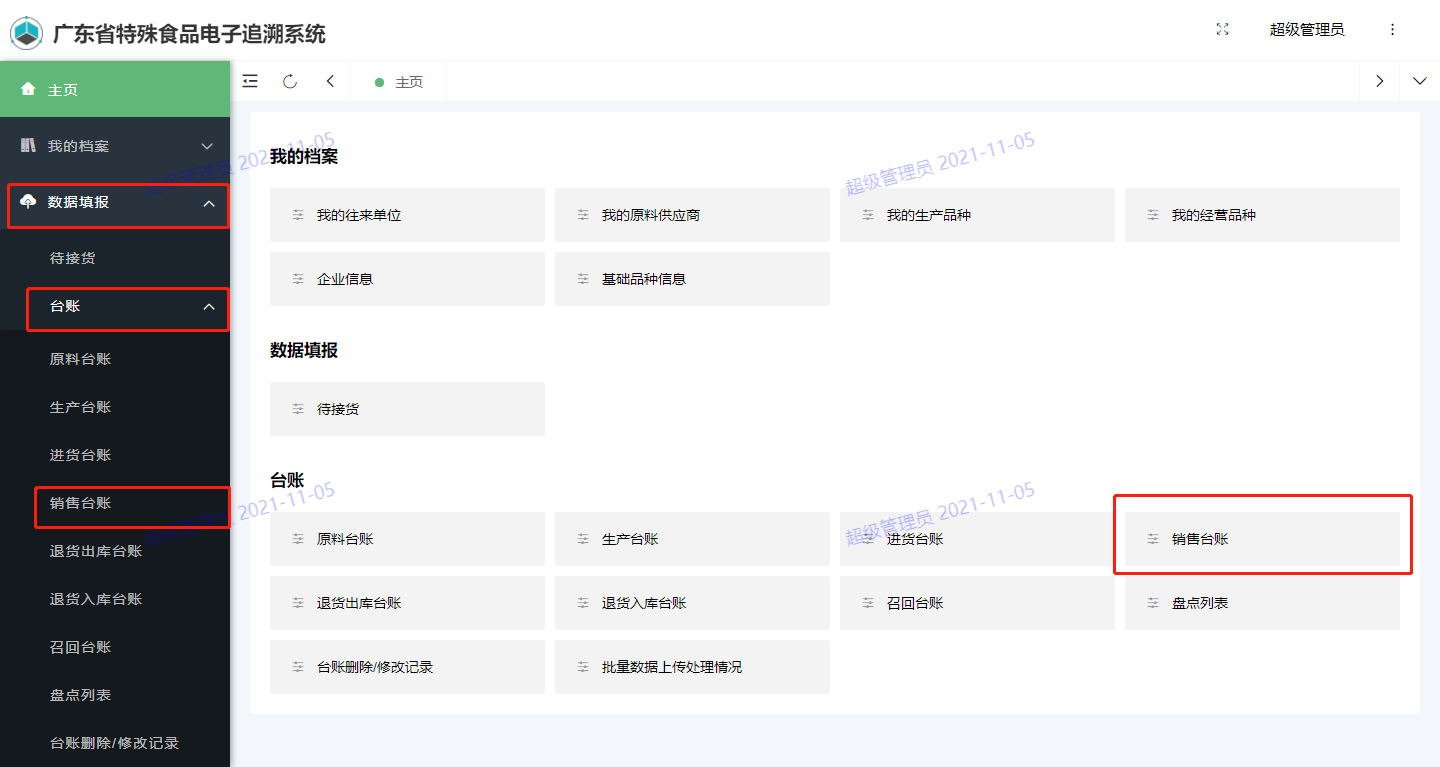 广东省特殊食品电子追溯系统
超级管理员
主页
主页
我的档案
数据填报
待接货
台账
原料台账
生产台账
进货台账
销售台账
退货出库台账
退货入库台账
召回台账
盘点列表
台账删除/修改记录
我的档案
超级管理员 2021-11-05
超级管理员 2021-11-05
我的往来单位
我的原料供应商
我的生产品种
我的经营品种
企业信息
基础品种信息
数据填报
待接货
台账
超级管理员 2021-11-05
超级管理员 2021-11-05
原料台账
生产台账
进货台账
销售台账
退货出库台账
退货入库台账
召回台账
盘点列表
台账删除/修改记录
批量数据上传处理情况